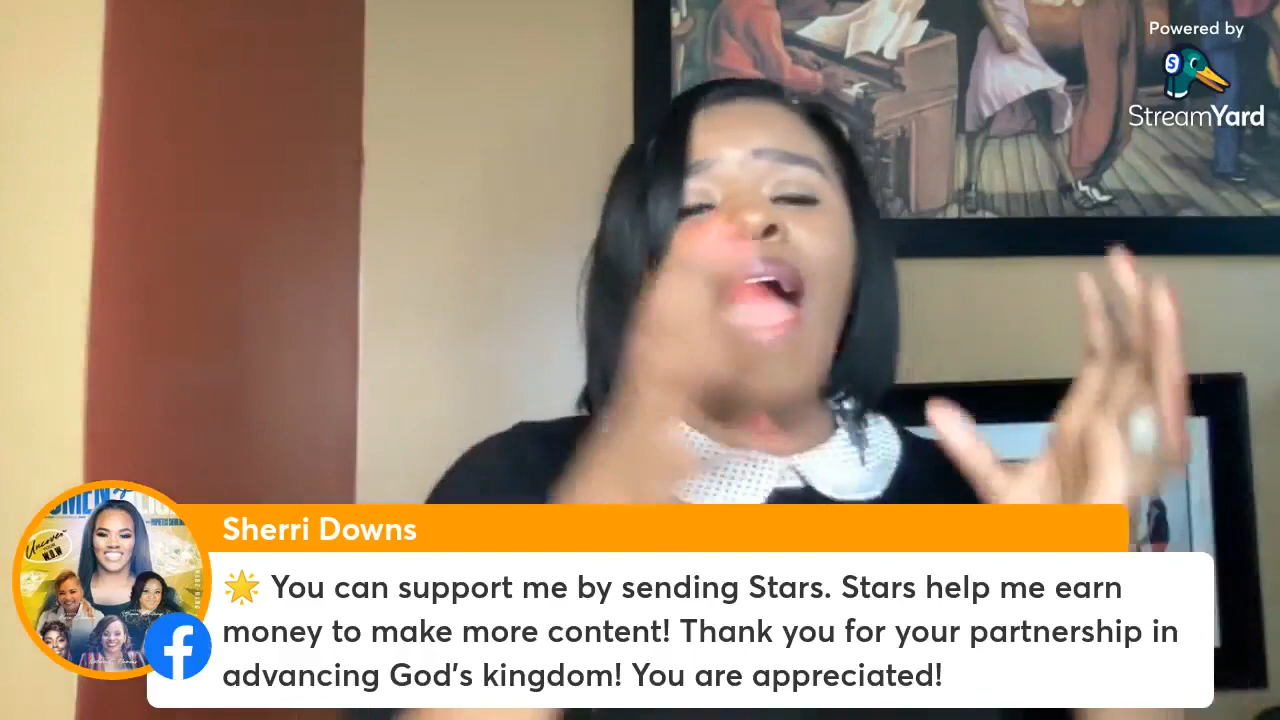 Powered by
StreamYard
Sherri Downs
🌟 You can support me by sending Stars. Stars help me earn
money to make more content! Thank you for your partnership in
advancing God's kingdom! You are appreciated!
Uncover
W.O.W